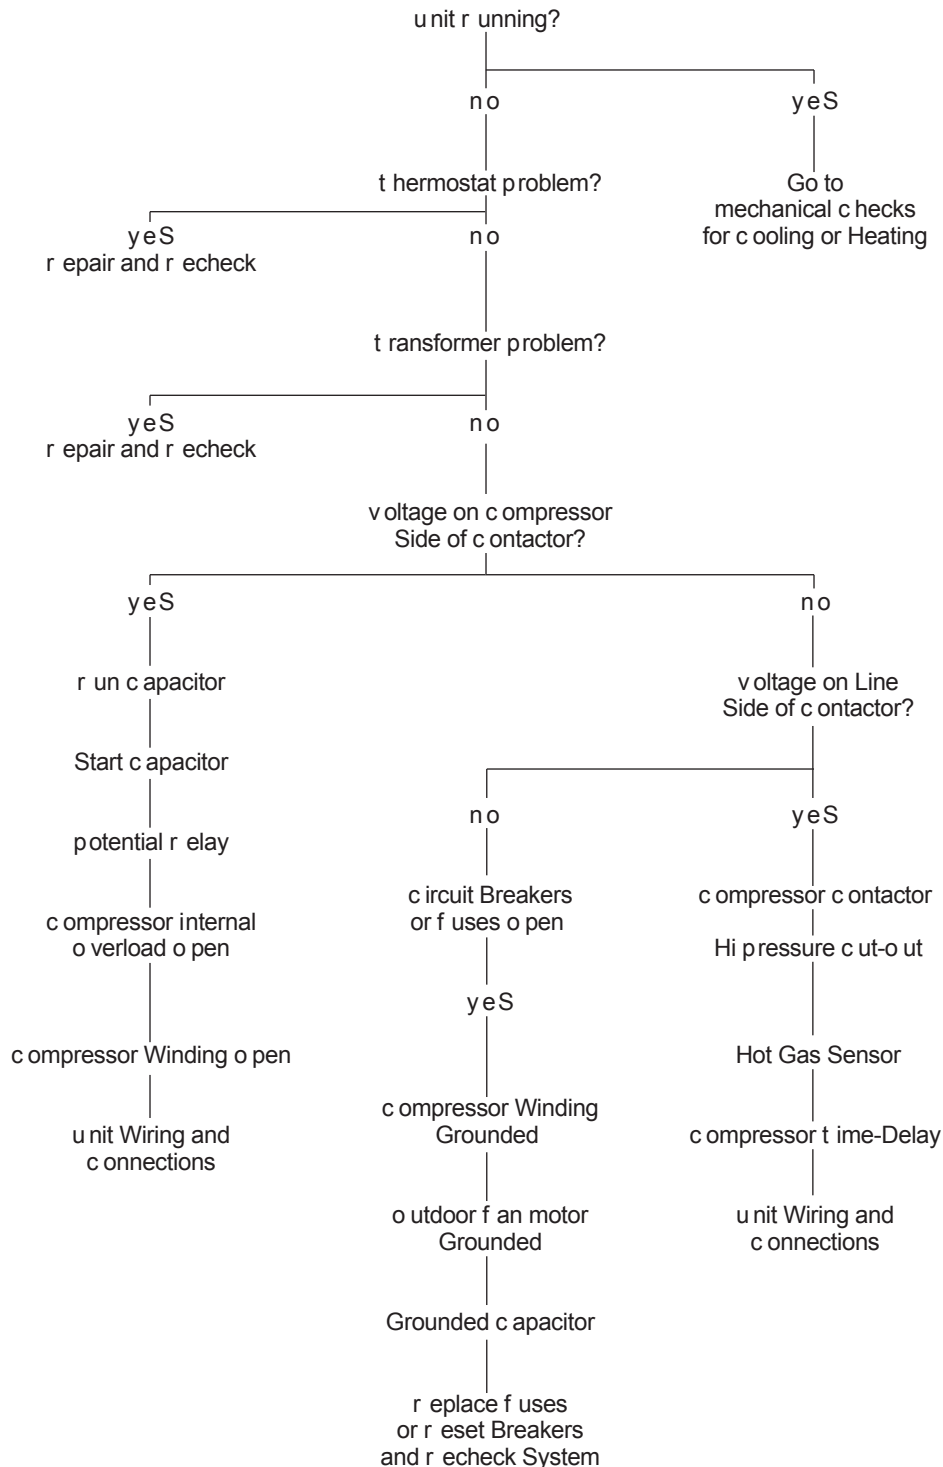 unit running?
no
yeS
thermostat problem?
Go to
mechanical checks
for cooling or Heating
yeS
repair and recheck
no
transformer problem?
yeS
repair and recheck
no
voltage on compressor
Side of contactor?
yeS
no
run capacitor
voltage on Line
Side of contactor?
Start capacitor
no
yeS
potential relay
circuit Breakers
or fuses open
compressor contactor
compressor internal
overload open
Hi pressure cut-out
yeS
compressor Winding open
Hot Gas Sensor
compressor Winding
Grounded
unit Wiring and
connections
compressor time-Delay
outdoor fan motor
Grounded
unit Wiring and
connections
Grounded capacitor
replace fuses
or reset Breakers
and recheck System